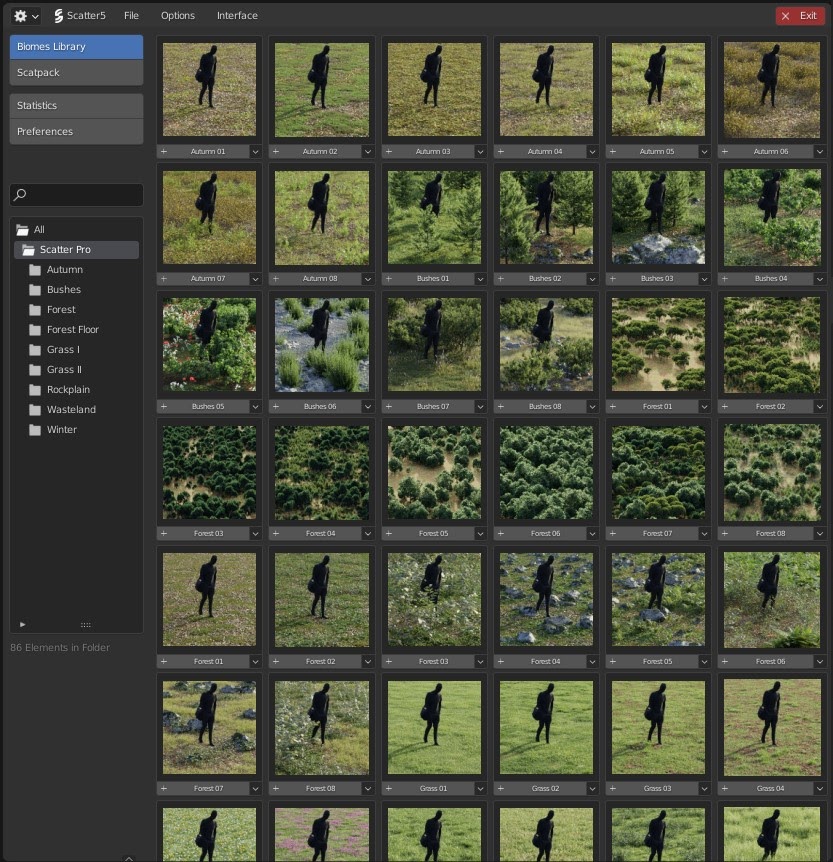 Scatter5 File Options Interface Exit
Biomes Library
Scatpack
Statistics
Preferences
All
Scatter Pro
Autumn
Bushes
Forest
Forest Floor
Grass I
Grass II
Rockplain
Wasteland
Winter
86 Elements in Folder
Autumn 01 Autumn 02 Autumn 03 Autumn 04 Autumn 05 Autumn 06
Autumn 07 Autumn 08 Bushes 01 Bushes 02 Bushes 03 Bushes 04
Bushes 05 Bushes 06 Bushes 07 Bushes 08 Forest 01 Forest 02
Forest 03 Forest 04 Forest 05 Forest 06 Forest 07 Forest 08
Forest 01 Forest 02 Forest 03 Forest 04 Forest 05 Forest 06
Forest 07 Forest 08 Grass 01 Grass 02 Grass 03 Grass 04